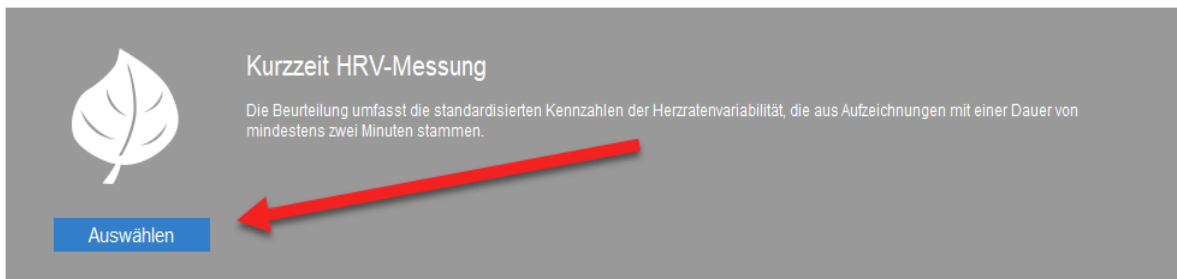 Kurzzeit HRV-Messung
Die Beurteilung umfasst die standardisierten Kennzahlen der Herzratenvariabilität, die aus Aufzeichnungen mit einer Dauer von
mindestens zwei Minuten stammen.
Auswählen